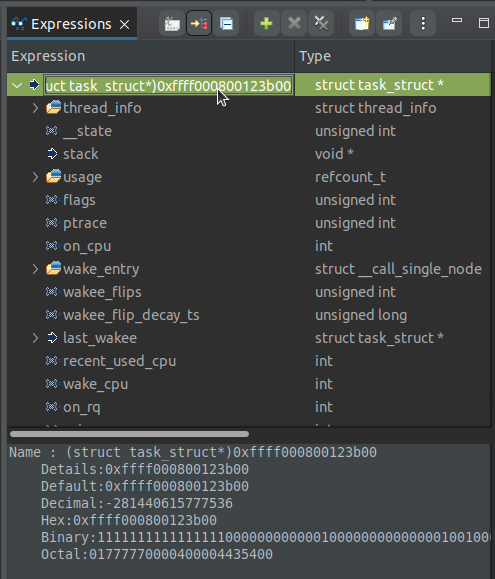 Expressions
Expression Type
uct task_struct*)0xffff000800123b00 struct task_struct *
thread_info struct thread_info
__state unsigned int
stack void *
usage refcount_t
flags unsigned int
ptrace unsigned int
on_cpu int
wake_entry struct __call_single_node
wakee_flips unsigned int
wakee_flip_decay_ts unsigned long
last_wakee struct task_struct *
recent_used_cpu int
wake_cpu int
on_rq int
Name : (struct task_struct*)0xffff000800123b00
Details:0xffff000800123b00
Default:0xffff000800123b00
Decimal:-281440615777536
Hex:0xffff000800123b00
Binary:1111111111111111000000000000100000000000000100100
Octal:01777770000400004435400